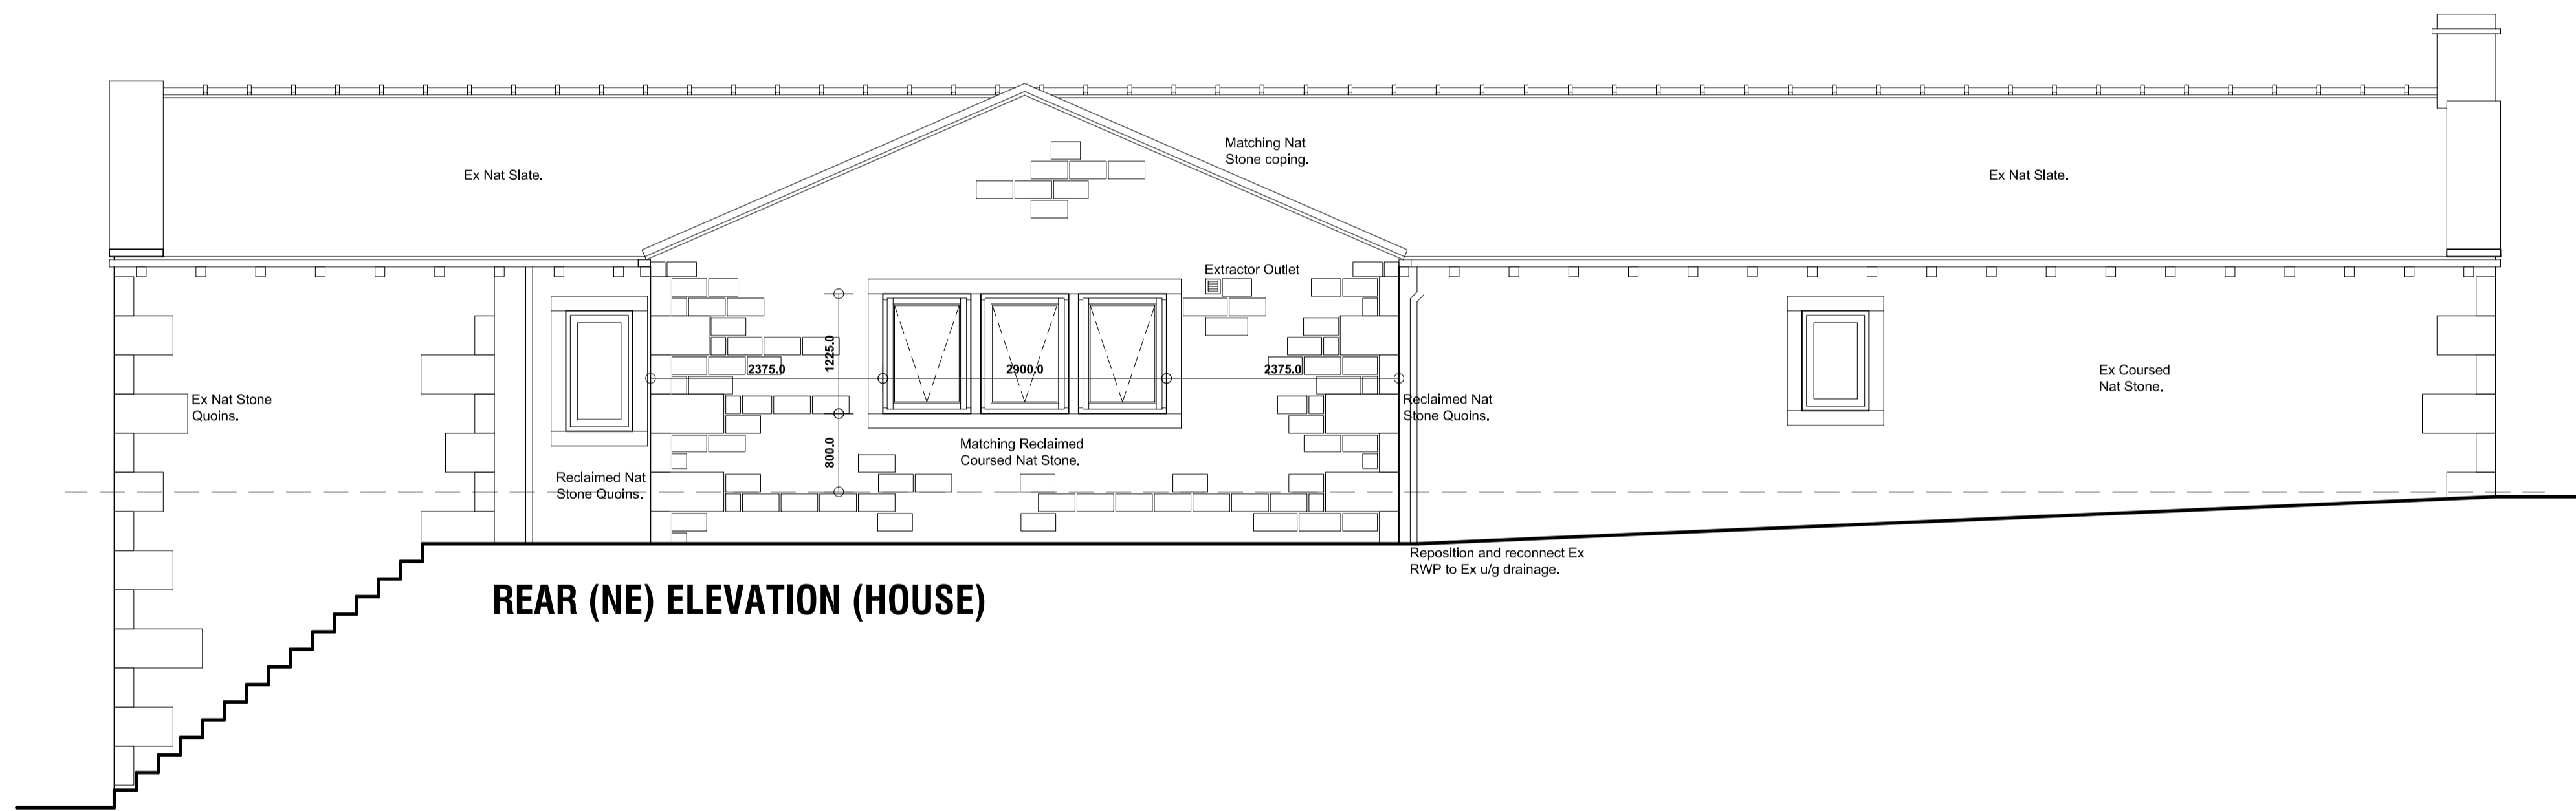 Matching Nat
Stone coping.
Ex Nat Slate.
Ex Nat Slate.
Extractor Outlet
1225.0
2375.0
2900.0
2375.0
Ex Coursed
Nat Stone.
Ex Nat Stone
Quoins.
Reclaimed Nat
Stone Quoins.
Matching Reclaimed
Coursed Nat Stone.
800.0
Reclaimed Nat
Stone Quoins.
Reposition and reconnect Ex
RWP to Ex u/g drainage.
REAR (NE) ELEVATION (HOUSE)